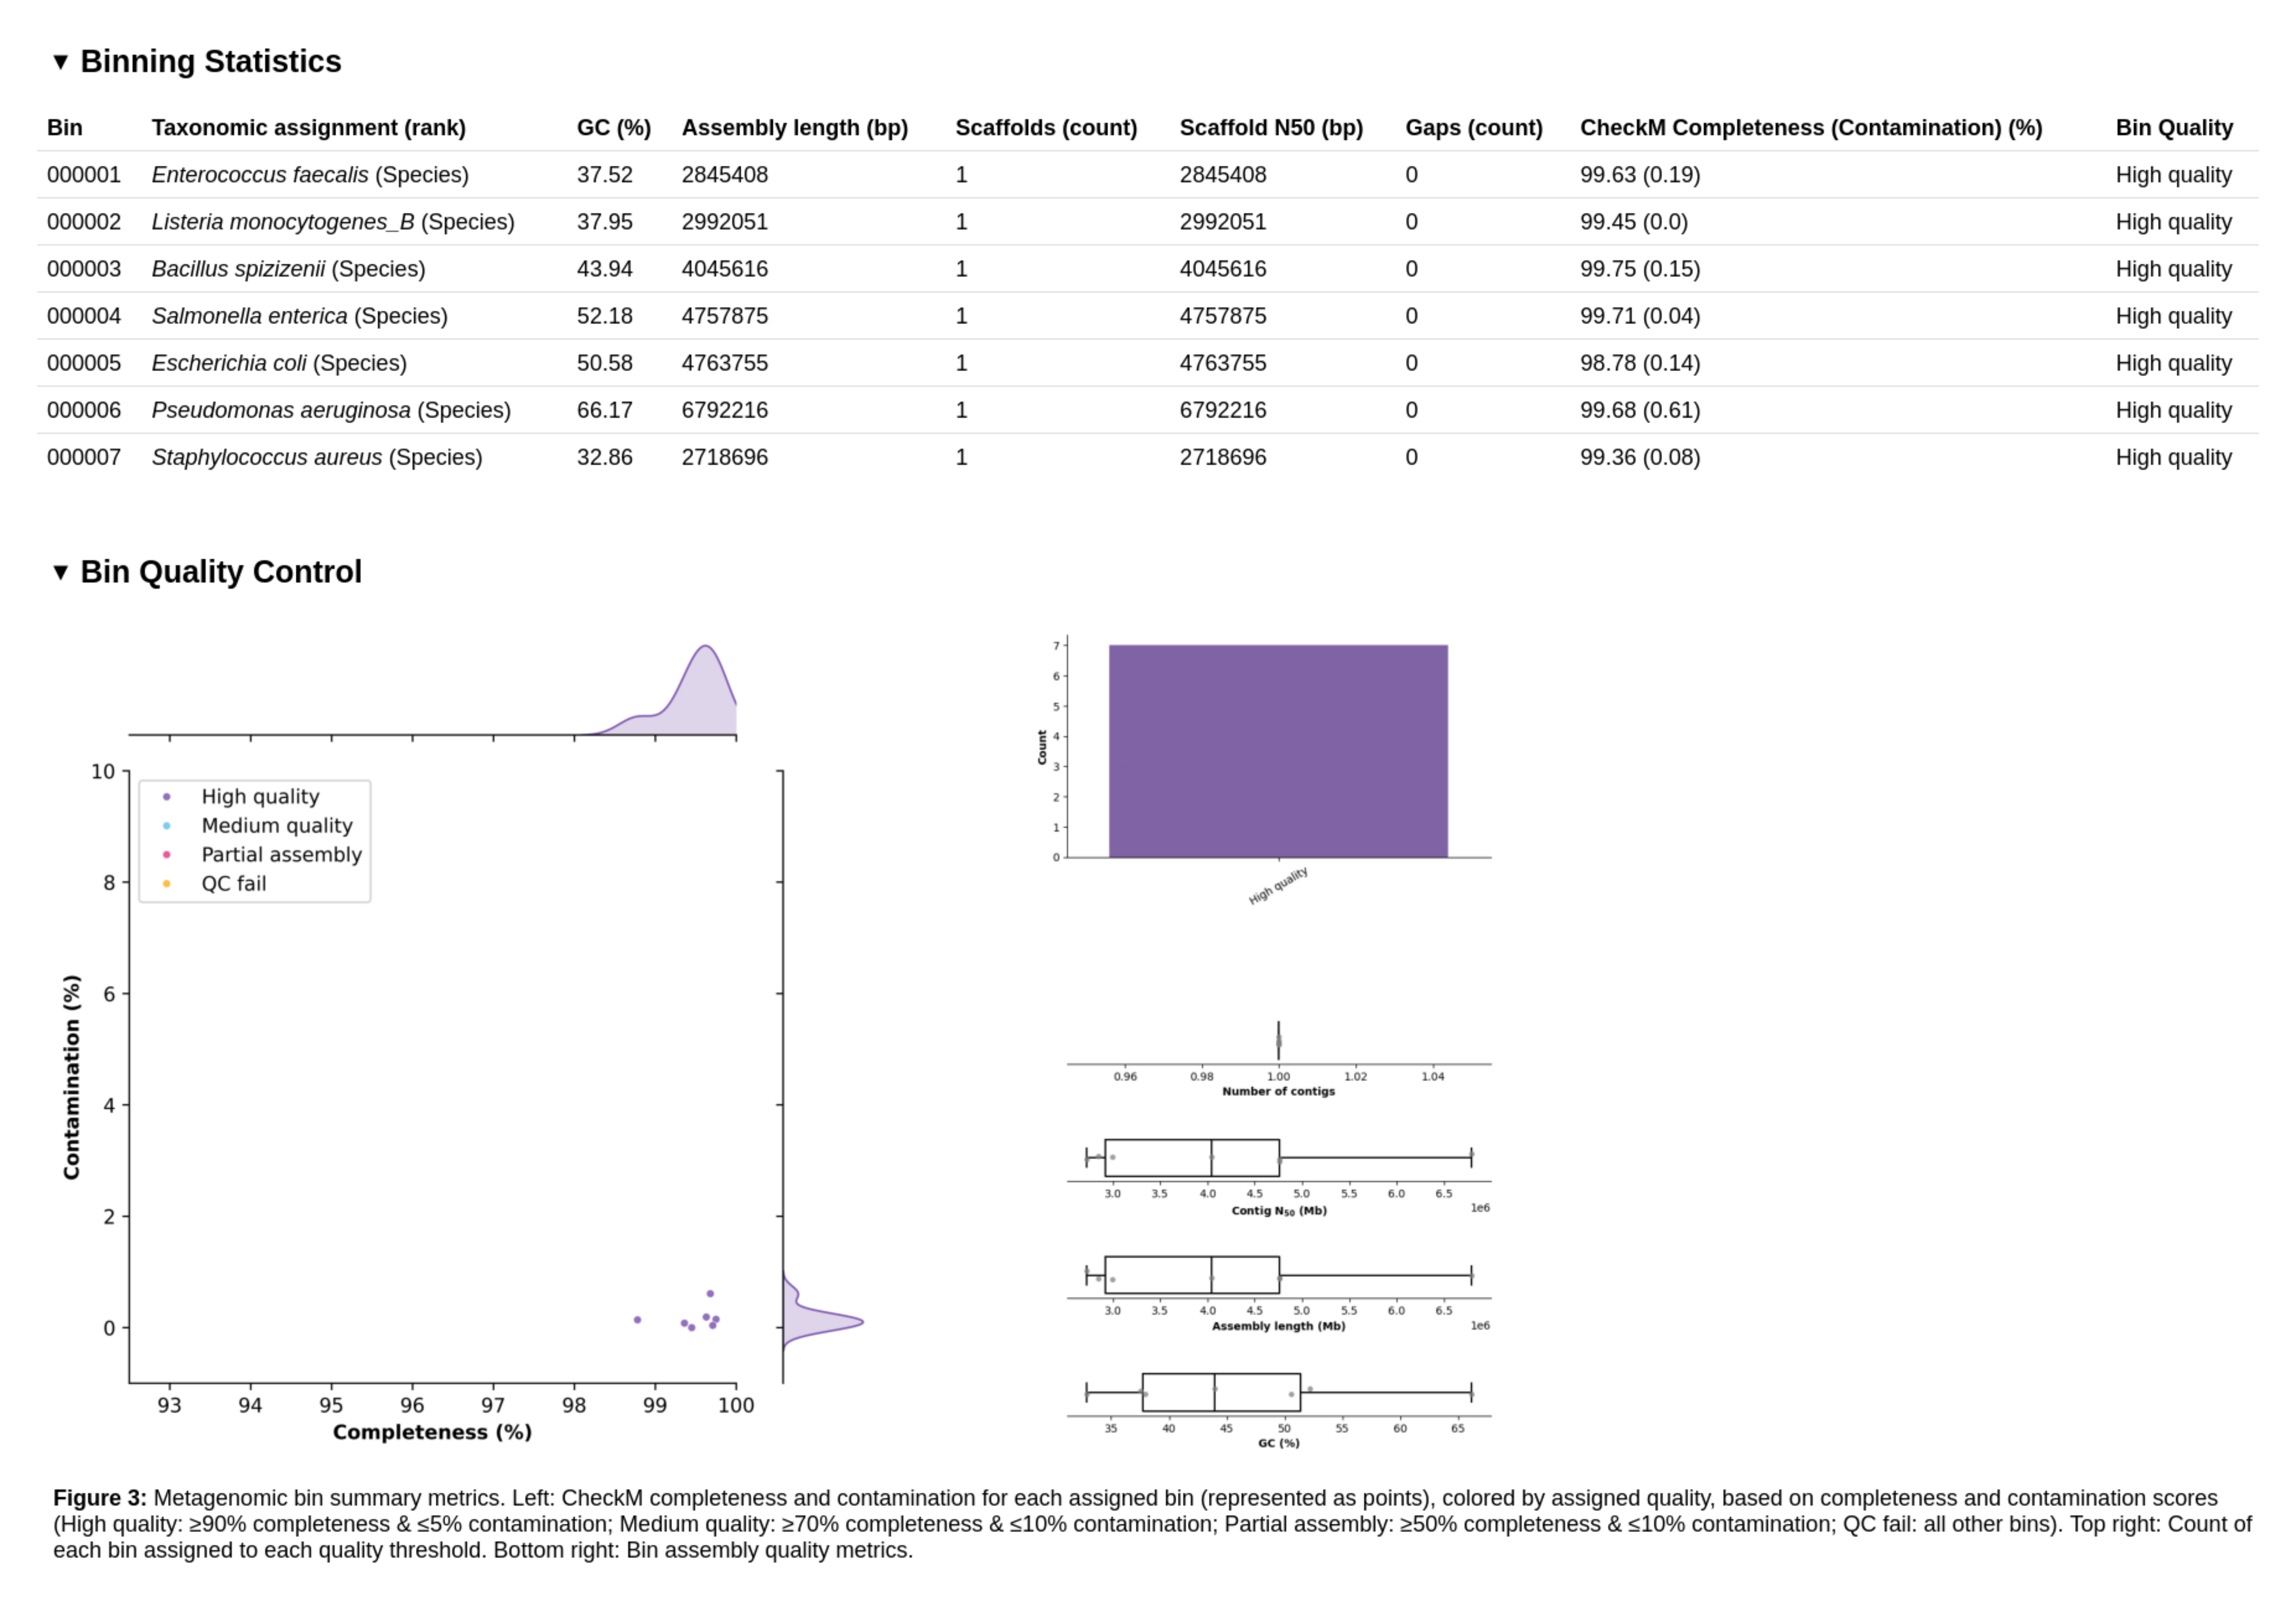 ▼ Binning Statistics
Bin Taxonomic assignment (rank) GC (%) Assembly length (bp) Scaffolds (count) Scaffold N50 (bp) Gaps (count) CheckM Completeness (Contamination) (%) Bin Quality
000001 Enterococcus faecalis (Species) 37.52 2845408 1 2845408 0 99.63 (0.19) High quality
000002 Listeria monocytogenes_B (Species) 37.95 2992051 1 2992051 0 99.45 (0.0) High quality
000003 Bacillus spizizenii (Species) 43.94 4045616 1 4045616 0 99.75 (0.15) High quality
000004 Salmonella enterica (Species) 52.18 4757875 1 4757875 0 99.71 (0.04) High quality
000005 Escherichia coli (Species) 50.58 4763755 1 4763755 0 98.78 (0.14) High quality
000006 Pseudomonas aeruginosa (Species) 66.17 6792216 1 6792216 0 99.68 (0.61) High quality
000007 Staphylococcus aureus (Species) 32.86 2718696 1 2718696 0 99.36 (0.08) High quality
▼ Bin Quality Control
10
8
6
4
2
0
Contamination (%)
High quality
Medium quality
Partial assembly
QC fail
93 94 95 96 97 98 99 100
Completeness (%)
7
6
5
4
3
2
1
0
Count
High quality
0.96 0.98 1.00 1.02 1.04
Number of contigs
3.0 3.5 4.0 4.5 5.0 5.5 6.0 6.5
1e6
Contig N50 (Mb)
3.0 3.5 4.0 4.5 5.0 5.5 6.0 6.5
1e6
Assembly length (Mb)
35 40 45 50 55 60 65
GC (%)
Figure 3: Metagenomic bin summary metrics. Left: CheckM completeness and contamination for each assigned bin (represented as points), colored by assigned quality, based on completeness and contamination scores
(High quality: ≥90% completeness & ≤5% contamination; Medium quality: ≥70% completeness & ≤10% contamination; Partial assembly: ≥50% completeness & ≤10% contamination; QC fail: all other bins). Top right: Count of
each bin assigned to each quality threshold. Bottom right: Bin assembly quality metrics.